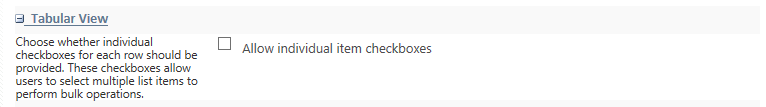 Tabular View
Choose whether individual
checkboxes for each row should be
provided. These checkboxes allow
users to select multiple list items to
perform bulk operations.
Allow individual item checkboxes